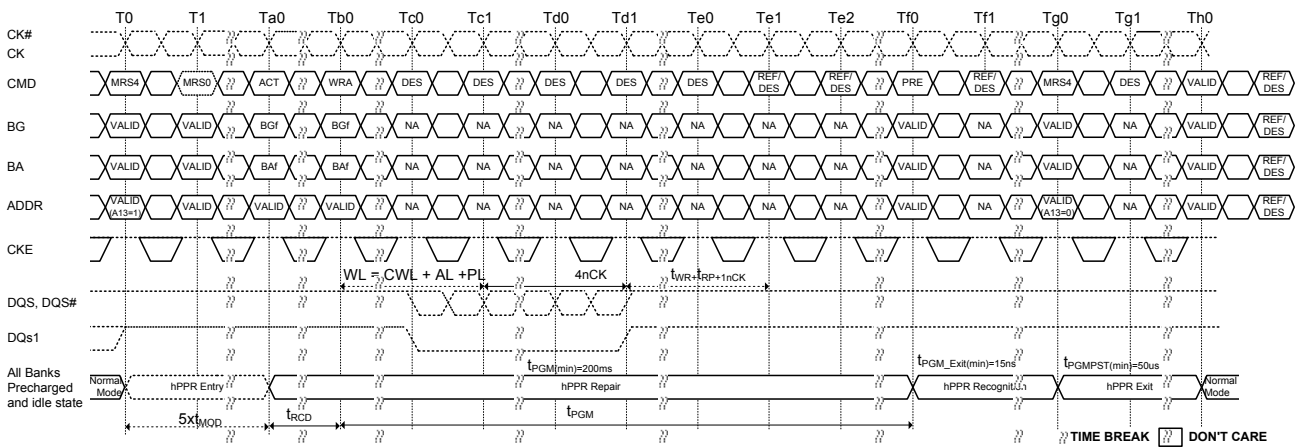 T0 T1 Ta0 Tb0 Tc0 Tc1 Td0 Td1 Te0 Te1 Te2 Tf0 Tf1 Tg0 Tg1 Th0
CK#
CK
CMD MRS4 MRS0 ACT WRA DES DES DES DES DES REF/DES REF/DES PRE REF/DES MRS4 DES VALID REF/DES
BG VALID VALID BGf BGf NA NA NA NA NA NA NA VALID NA VALID NA VALID REF/DES
BA VALID VALID BAf BAf NA NA NA NA NA NA NA VALID NA VALID NA VALID REF/DES
ADDR VALID (A13=1) VALID VALID VALID NA NA NA NA NA NA NA VALID NA VALID (A13=0) NA VALID REF/DES
CKE
WL = CWL + AL +PL 4nCK tWR+tRP+1nCK
DQS, DQS#
DQs1
tPGM(min)=200ms tPGM_Exit(min)=15ns tPGMPST(min)=50us
All Banks
Precharged
and idle state
Normal Mode hPPR Entry hPPR Repair hPPR Recognition hPPR Exit Normal Mode
5xtMOD tRCD tPGM
TIME BREAK DON'T CARE